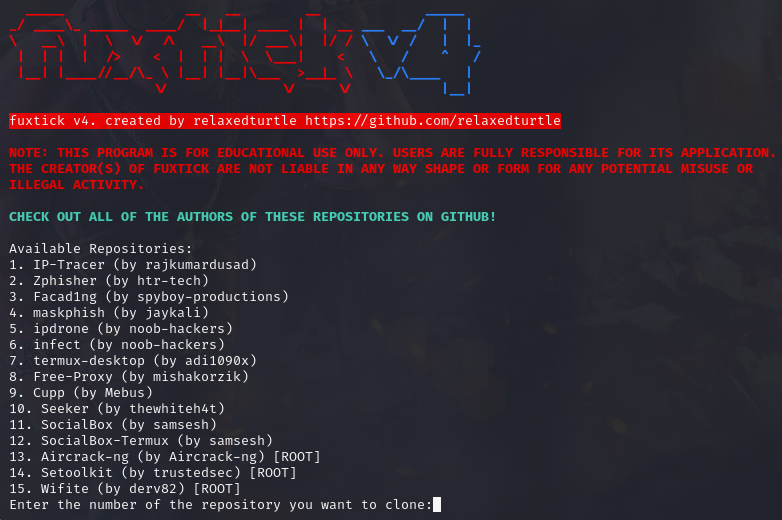 fuxtick v4
fuxtick v4. created by relaxedturtle https://github.com/relaxedturtle
NOTE: THIS PROGRAM IS FOR EDUCATIONAL USE ONLY. USERS ARE FULLY RESPONSIBLE FOR ITS APPLICATION.
THE CREATOR(S) OF FUXTICK ARE NOT LIABLE IN ANY WAY SHAPE OR FORM FOR ANY POTENTIAL MISUSE OR
ILLEGAL ACTIVITY.
CHECK OUT ALL OF THE AUTHORS OF THESE REPOSITORIES ON GITHUB!
Available Repositories:
1. IP-Tracer (by rajkumardusad)
2. Zphisher (by htr-tech)
3. Facad1ng (by spyboy-productions)
4. maskphish (by jaykali)
5. ipdrone (by noob-hackers)
6. infect (by noob-hackers)
7. termux-desktop (by adi1090x)
8. Free-Proxy (by mishakorzik)
9. Cupp (by Mebus)
10. Seeker (by thewhiteh4t)
11. SocialBox (by samsesh)
12. SocialBox-Termux (by samsesh)
13. Aircrack-ng (by Aircrack-ng) [ROOT]
14. Setoolkit (by trustedsec) [ROOT]
15. Wifite (by derv82) [ROOT]
Enter the number of the repository you want to clone: